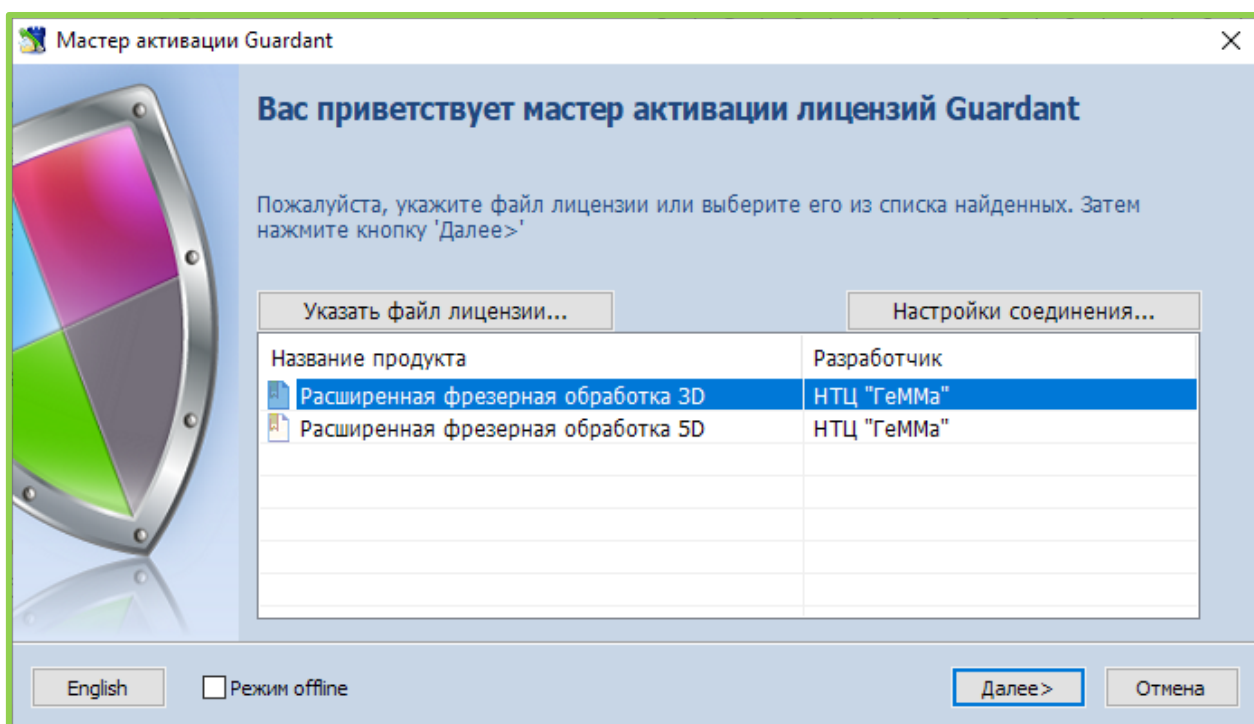 Мастер активации Guardant
Вас приветствует мастер активации лицензий Guardant
Пожалуйста, укажите файл лицензии или выберите его из списка найденных. Затем
нажмите кнопку 'Далее>'
Указать файл лицензии... Настройки соединения...
Название продукта Разработчик
Расширенная фрезерная обработка 3D НТЦ "ГеММа"
Расширенная фрезерная обработка 5D НТЦ "ГеММа"
English Режим offline Далее> Отмена